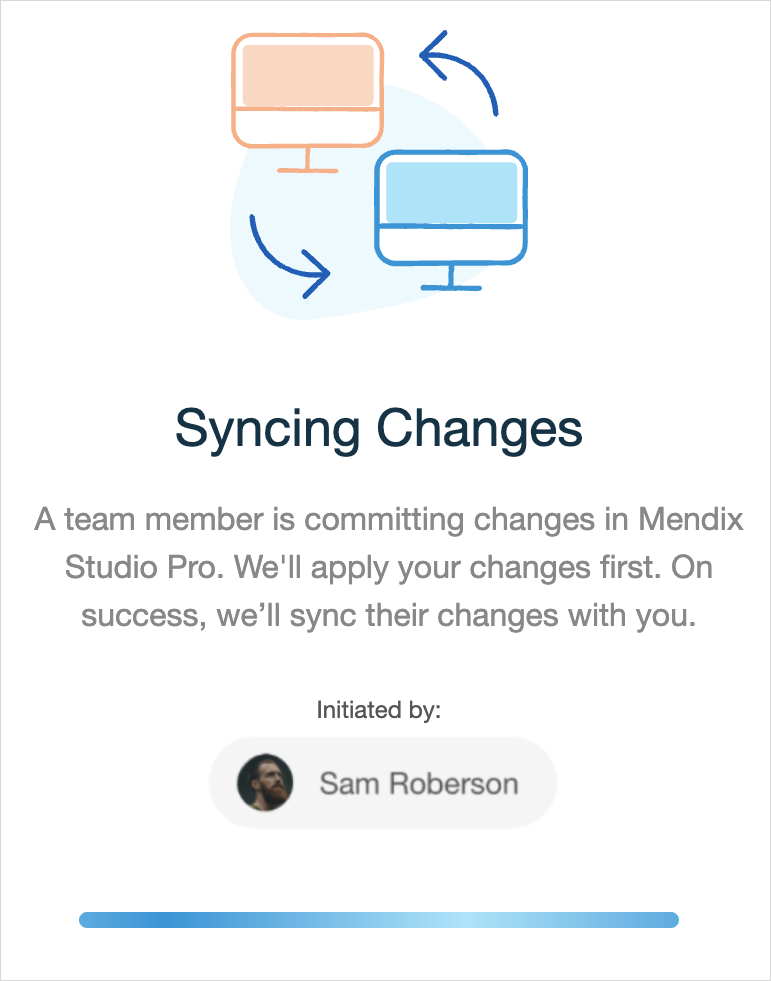 Syncing Changes
A team member is committing changes in Mendix
Studio Pro. We'll apply your changes first. On
success, we’ll sync their changes with you.
Initiated by:
Sam Roberson